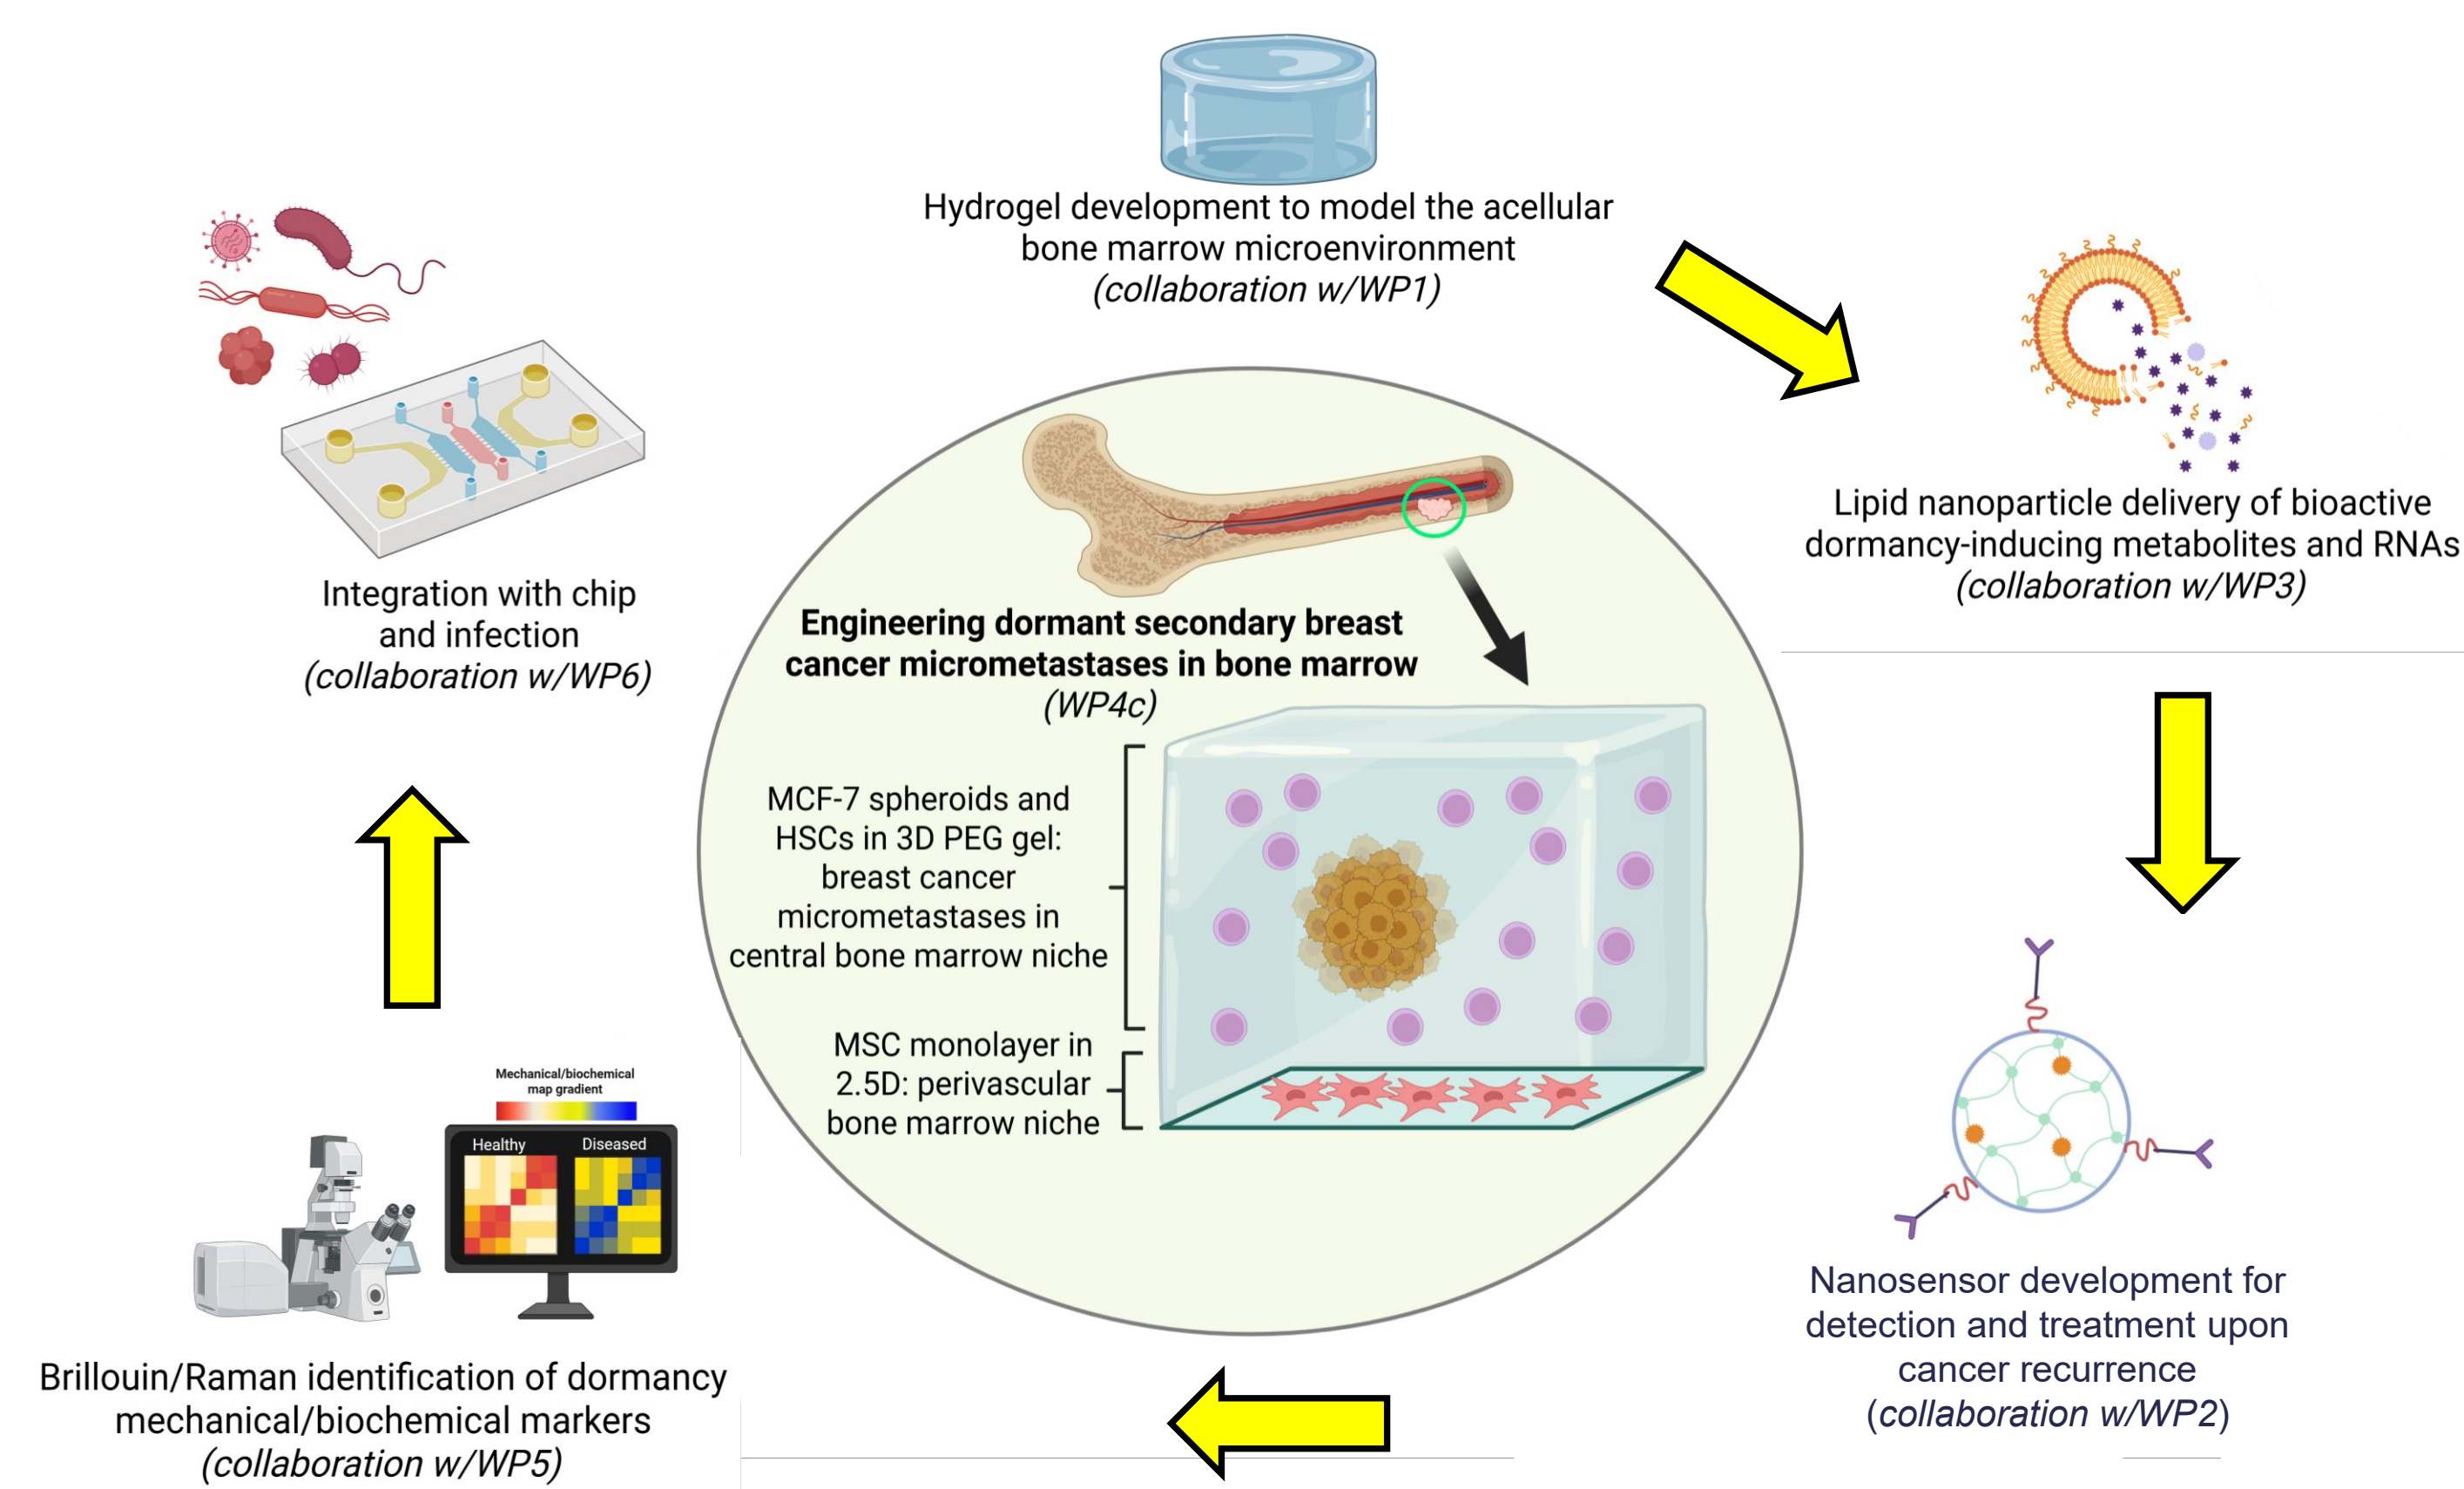 Hydrogel development to model the acellular
bone marrow microenvironment
(collaboration w/WP1)
Lipid nanoparticle delivery of bioactive
dormancy-inducing metabolites and RNAs
(collaboration w/WP3)
Nanosensor development for
detection and treatment upon
cancer recurrence
(collaboration w/WP2)
Mechanical/biochemical
map gradient
Healthy
Diseased
Brillouin/Raman identification of dormancy
mechanical/biochemical markers
(collaboration w/WP5)
Integration with chip
and infection
(collaboration w/WP6)
Engineering dormant secondary breast
cancer micrometastases in bone marrow
(WP4c)
MCF-7 spheroids and
HSCs in 3D PEG gel:
breast cancer
micrometastases in
central bone marrow niche
MSC monolayer in
2.5D: perivascular
bone marrow niche